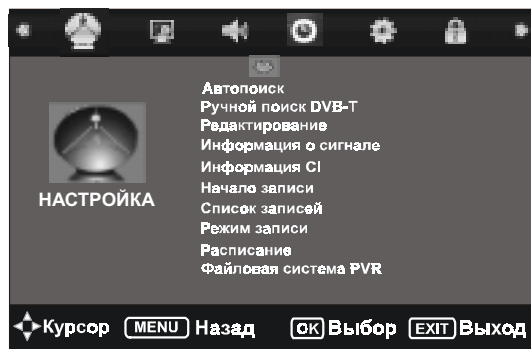 Автопоиск
Ручной поиск DVB-T
Редактирование
Информация о сигнале
Информация CI
Начало записи
Список записей
Режим записи
Расписание
Файловая система PVR
НАСТРОЙКА
Курсор MENU Назад OK Выбор EXIT Выход